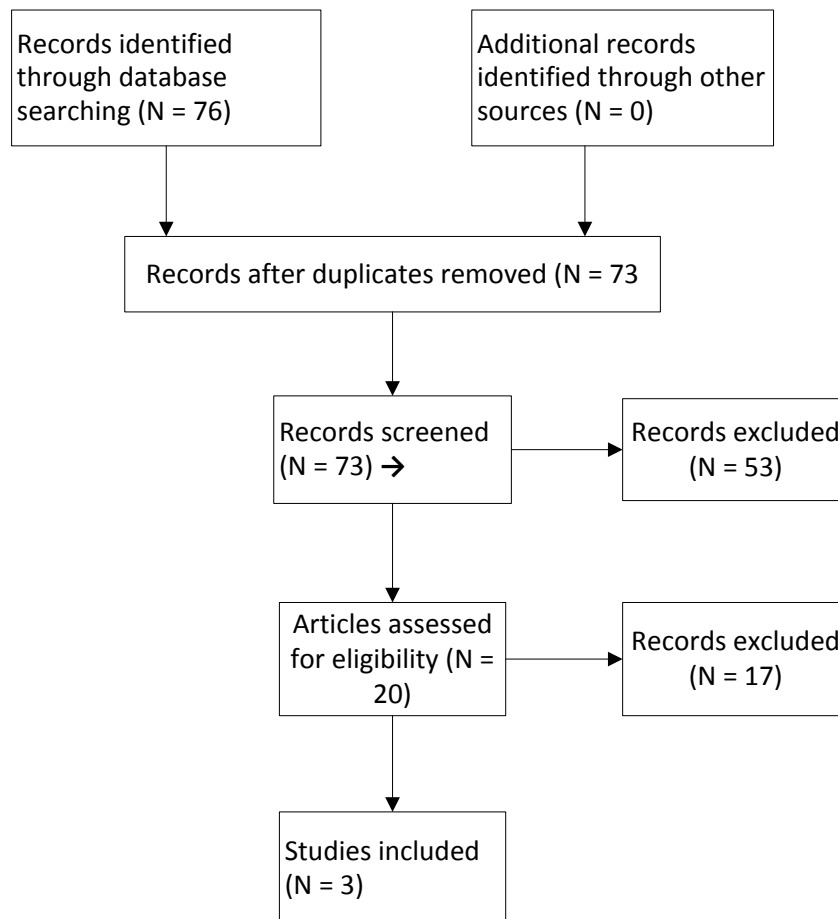 Records identified
through database
searching (N = 76)
Additional records
identified through other
sources (N = 0)
Records after duplicates removed (N = 73
Records screened
(N = 73) →
Records excluded
(N = 53)
Articles assessed
for eligibility (N =
20)
Records excluded
(N = 17)
Studies included
(N = 3)